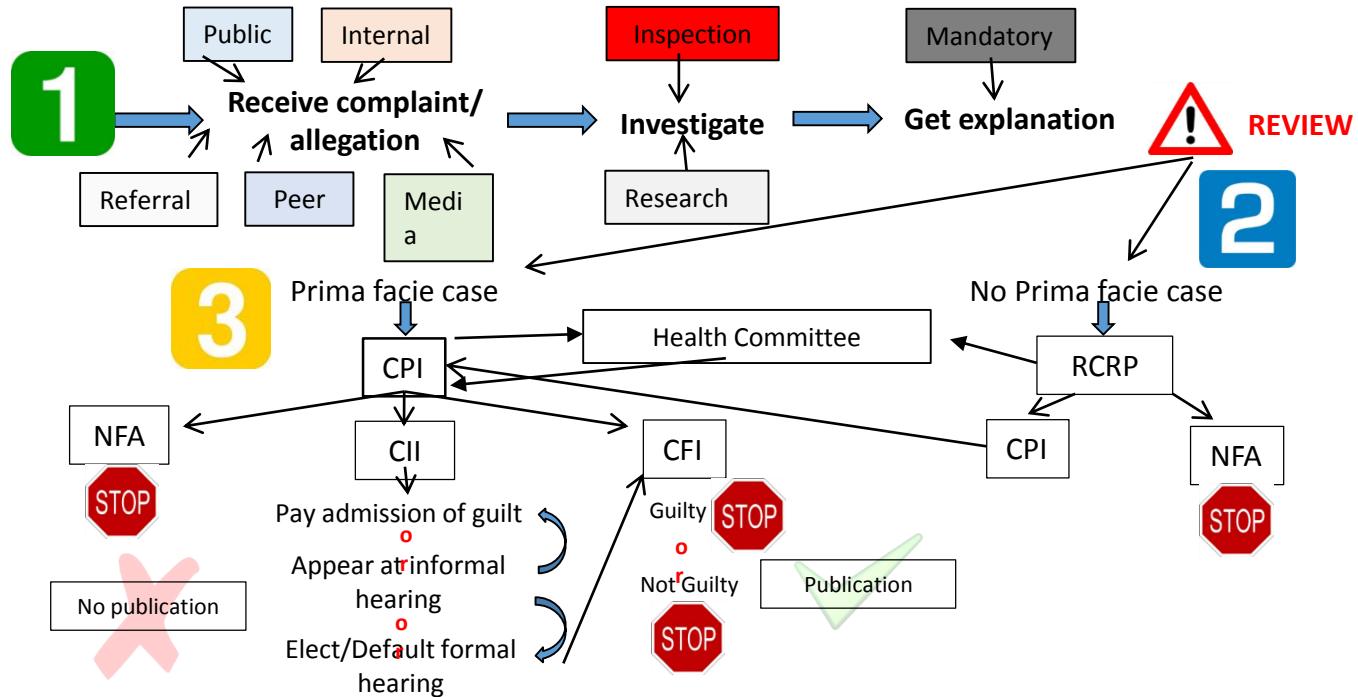 Public
Internal
Inspection
Mandatory
1
Receive complaint/
allegation
Investigate
Get explanation
REVIEW
Referral
Peer
Medi
a
Research
2
3
Prima facie case
No Prima facie case
Health Committee
CPI
RCRP
NFA
CII
CFI
CPI
NFA
STOP
STOP
STOP
Pay admission of guilt
o
r
Appear at informal
hearing
o
r
Elect/Default formal
hearing
Guilty
o
r
Not Guilty
STOP
No publication
Publication